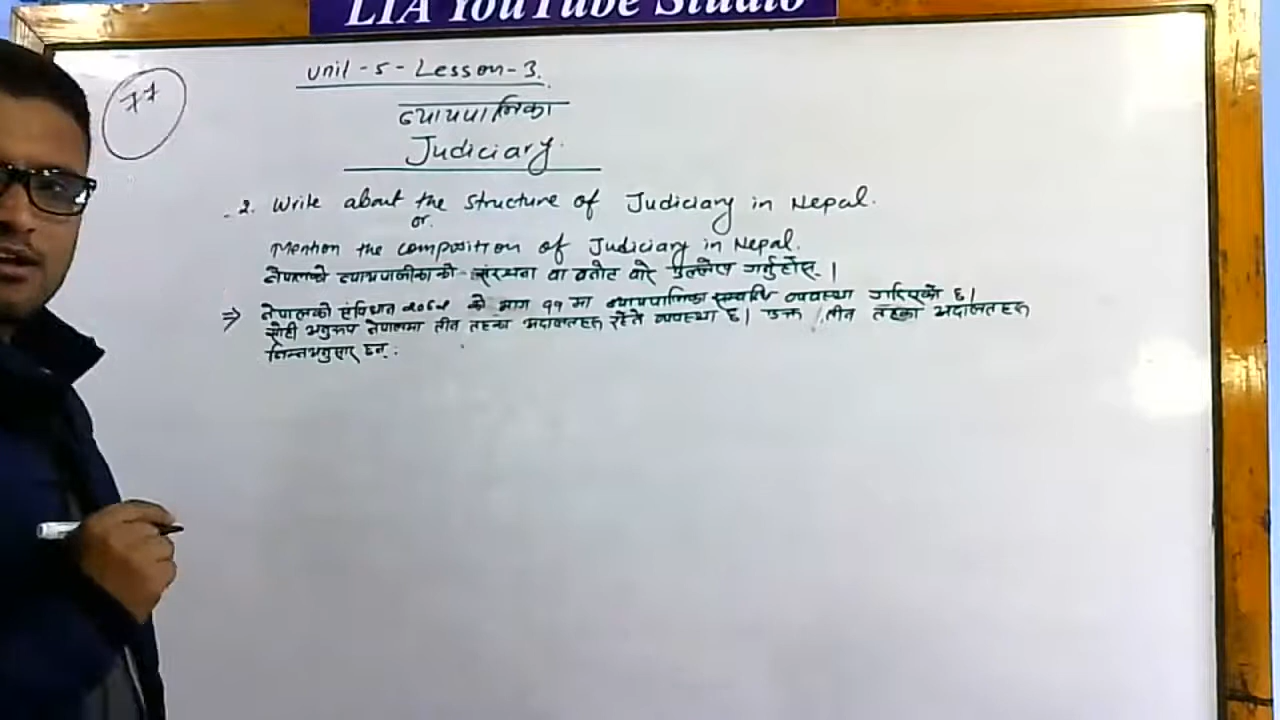 LIA YouTube Studio
77
Unit - 5 - Lesson - 3.
न्यायपालिका
Judiciary.
2. Write about the structure of Judiciary in Nepal.
or.
Mention the composition of Judiciary in Nepal.
नेपालको न्यायपालीकाको संरचना वा बनोट बारे उल्लेख गर्नुहोस् ।
⇒ नेपालको संविधान २०७२ को भाग ११ मा न्यायपालिका सम्बन्धि व्यवस्था गरिएको छ ।
सोही अनुरूप नेपालमा तीन तहका अदालतहरू रहने व्यवस्था छ । उक्त तीन तहका अदालतहरू
निम्नअनुसार छन् :